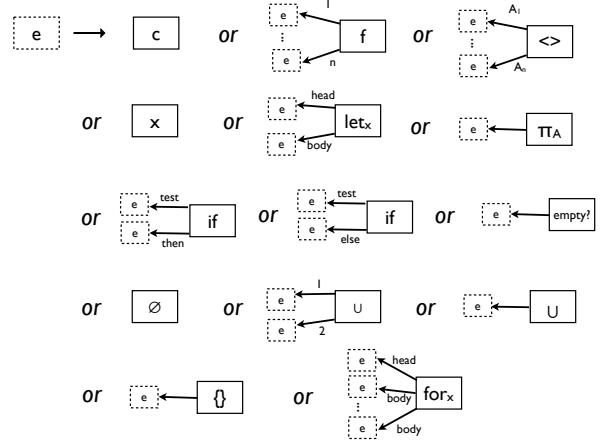 e → c or e 1 ⋮ e n f or e A₁ ⋮ e Aₙ <>
or x or e head e body letₓ or e π_A
or e test e then if or e test e else if or e empty?
or ∅ or e 1 e 2 ∪ or e ∪
or e {} or e head e body ⋮ e body forₓ